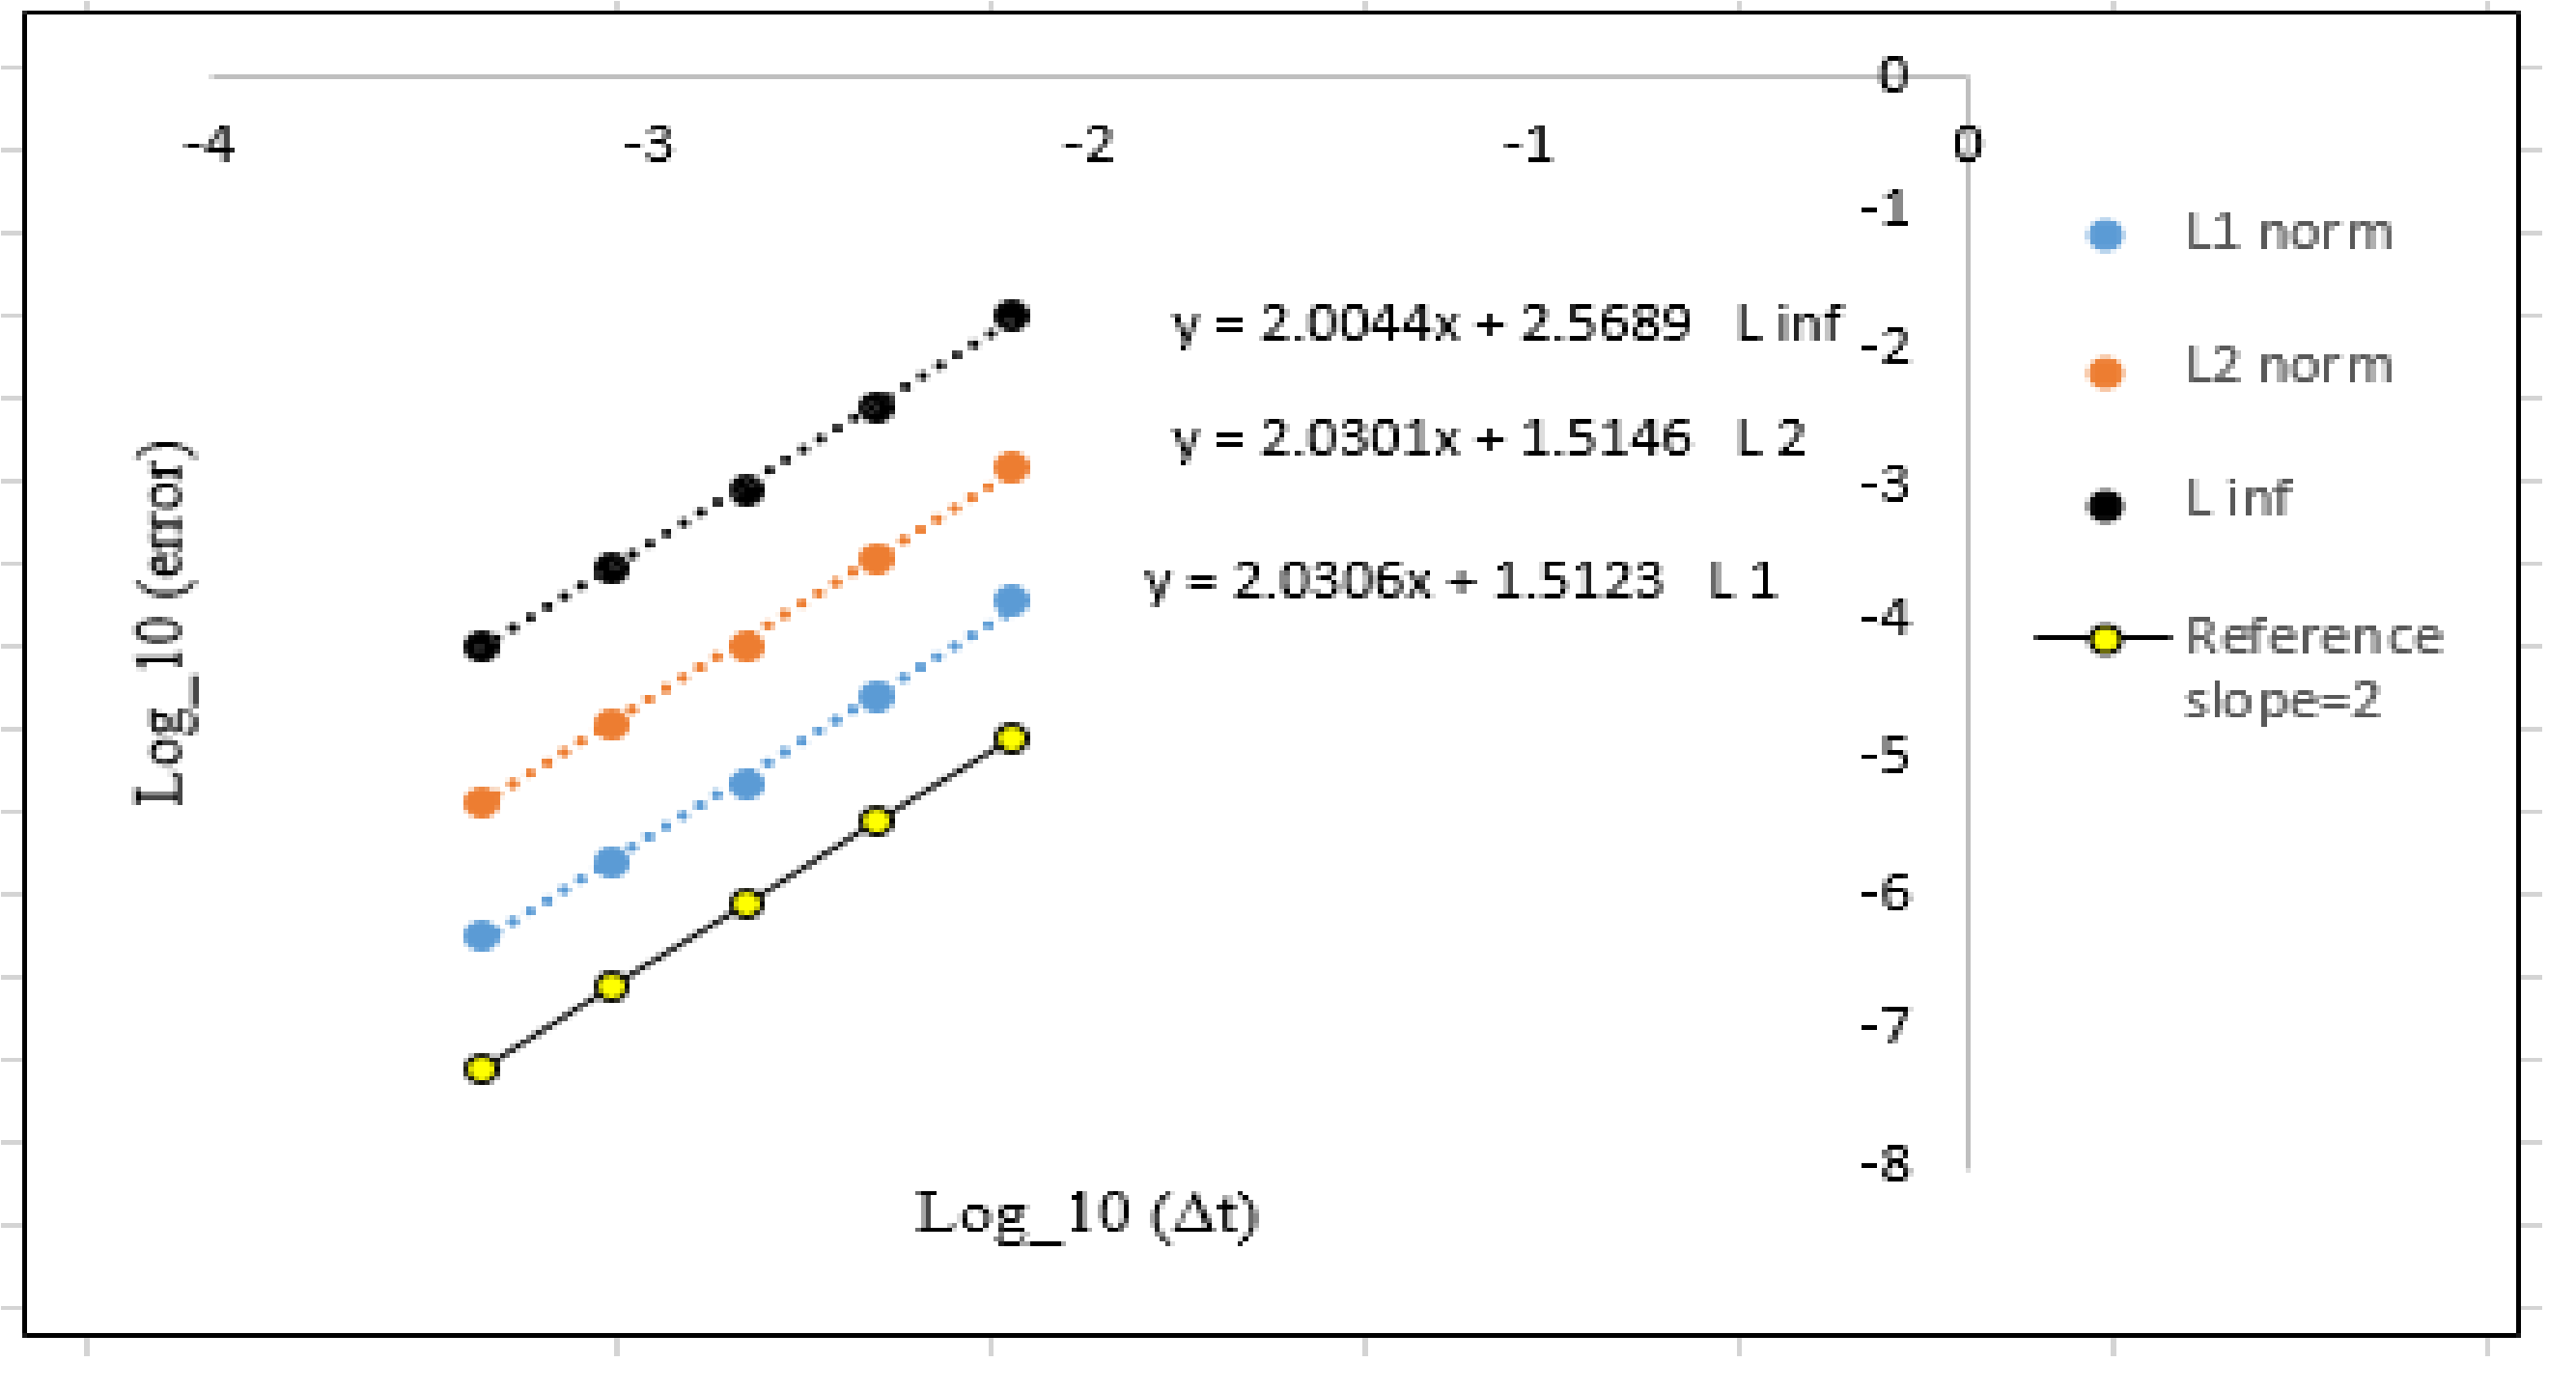 0
-4 -3 -2 -1 0
-1
y = 2.0044x + 2.5689 L inf
-2
y = 2.0301x + 1.5146 L 2
-3
y = 2.0306x + 1.5123 L 1
-4
-5
-6
-7
-8
Log_10 (error)
Log_10 (Δt)
L1 norm
L2 norm
L inf
Reference
slope=2